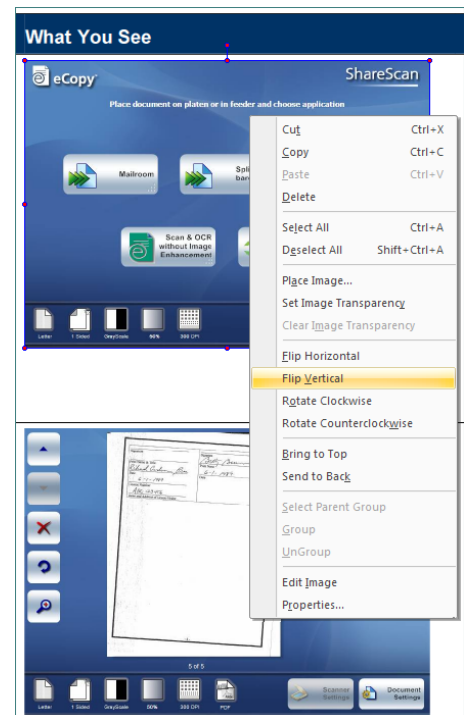 What You See
eCopy
ShareScan
Place document on platen or in feeder and choose application
Mailroom
Scan & OCR
without Image
Enhancement
Letter
1 Sided
GrayScale
50%
300 DPI
Cut Ctrl+X
Copy Ctrl+C
Paste Ctrl+V
Delete
Select All Ctrl+A
Deselect All Shift+Ctrl+A
Place Image...
Set Image Transparency
Clear Image Transparency
Flip Horizontal
Flip Vertical
Rotate Clockwise
Rotate Counterclockwise
Bring to Top
Send to Back
Select Parent Group
Group
UnGroup
Edit Image
Properties...
5 of 5
Letter
1 Sided
GrayScale
50%
300 DPI
PDF
Scanner
Settings
Document
Settings